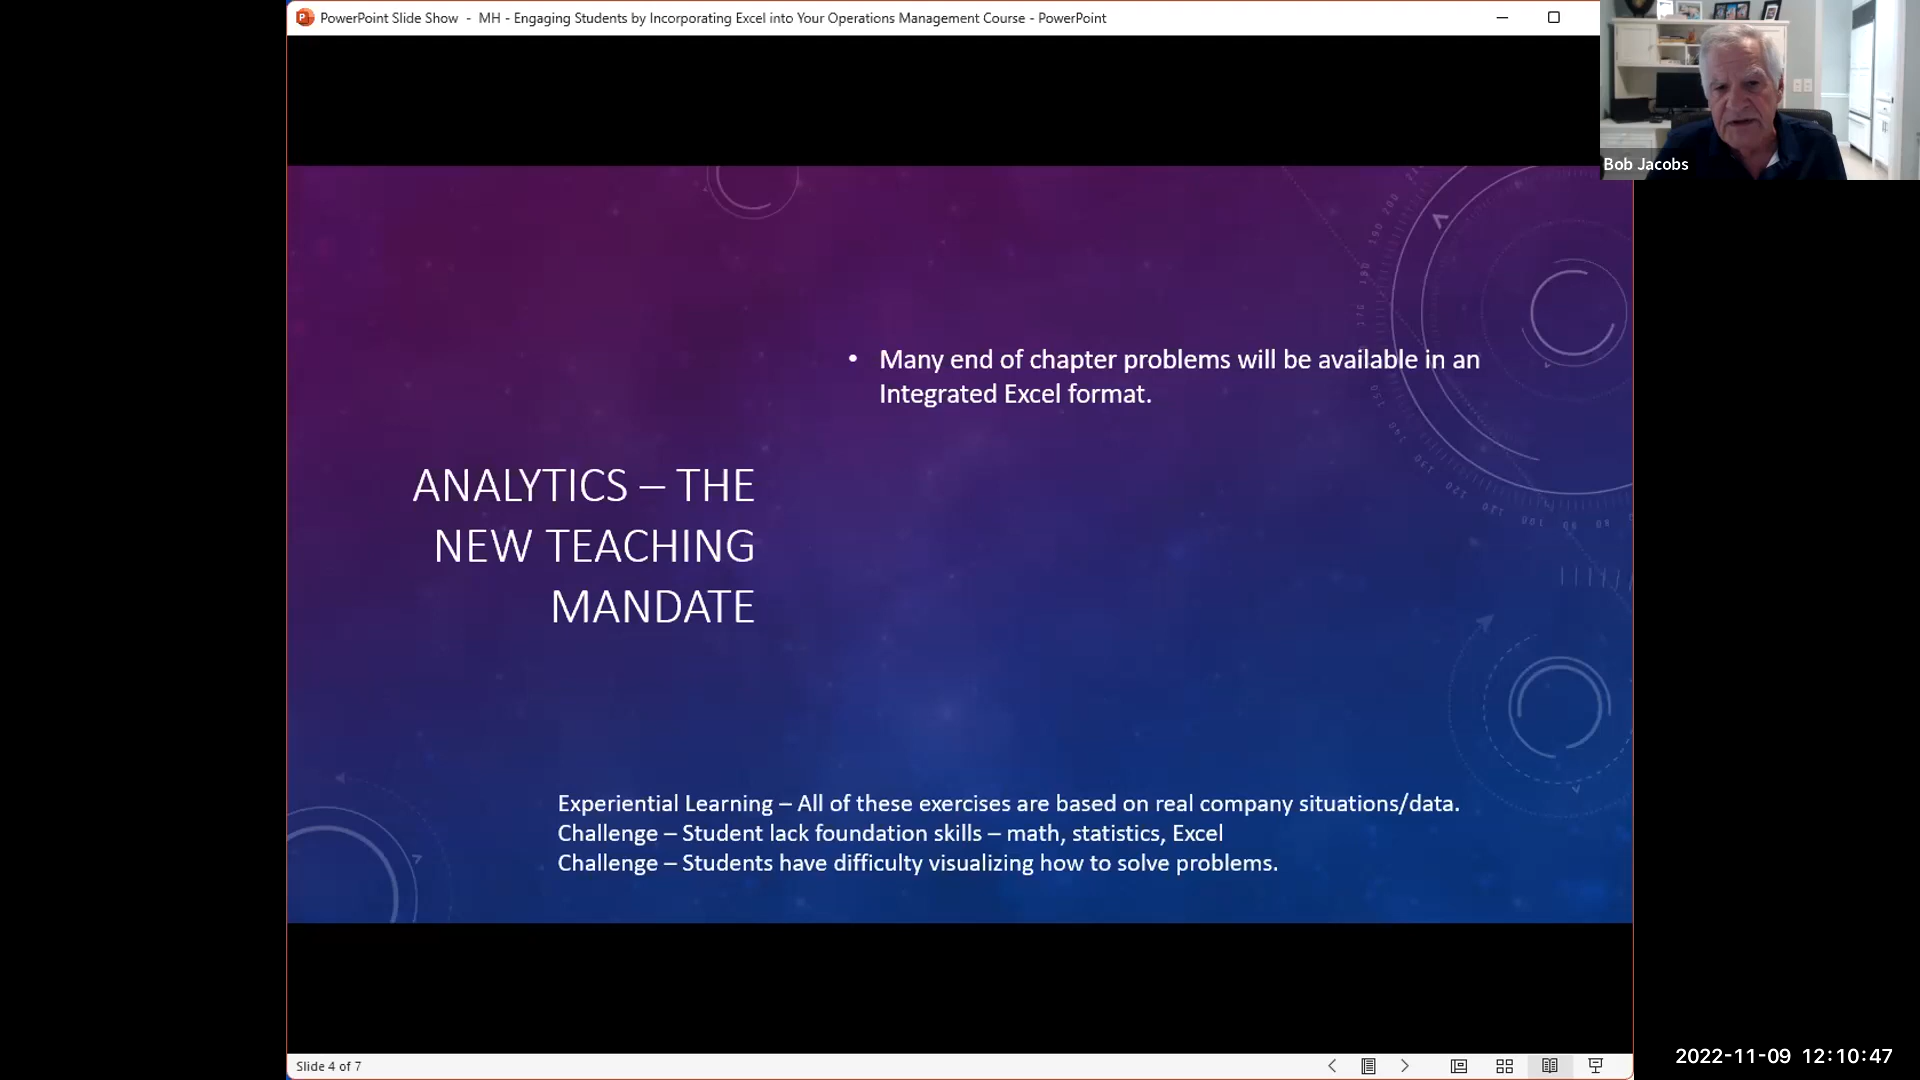 PowerPoint Slide Show - MH - Engaging Students by Incorporating Excel into Your Operations Management Course - PowerPoint
Bob Jacobs
• Many end of chapter problems will be available in an
Integrated Excel format.
ANALYTICS – THE
NEW TEACHING
MANDATE
Experiential Learning – All of these exercises are based on real company situations/data.
Challenge – Student lack foundation skills – math, statistics, Excel
Challenge – Students have difficulty visualizing how to solve problems.
Slide 4 of 7
2022-11-09 12:10:47